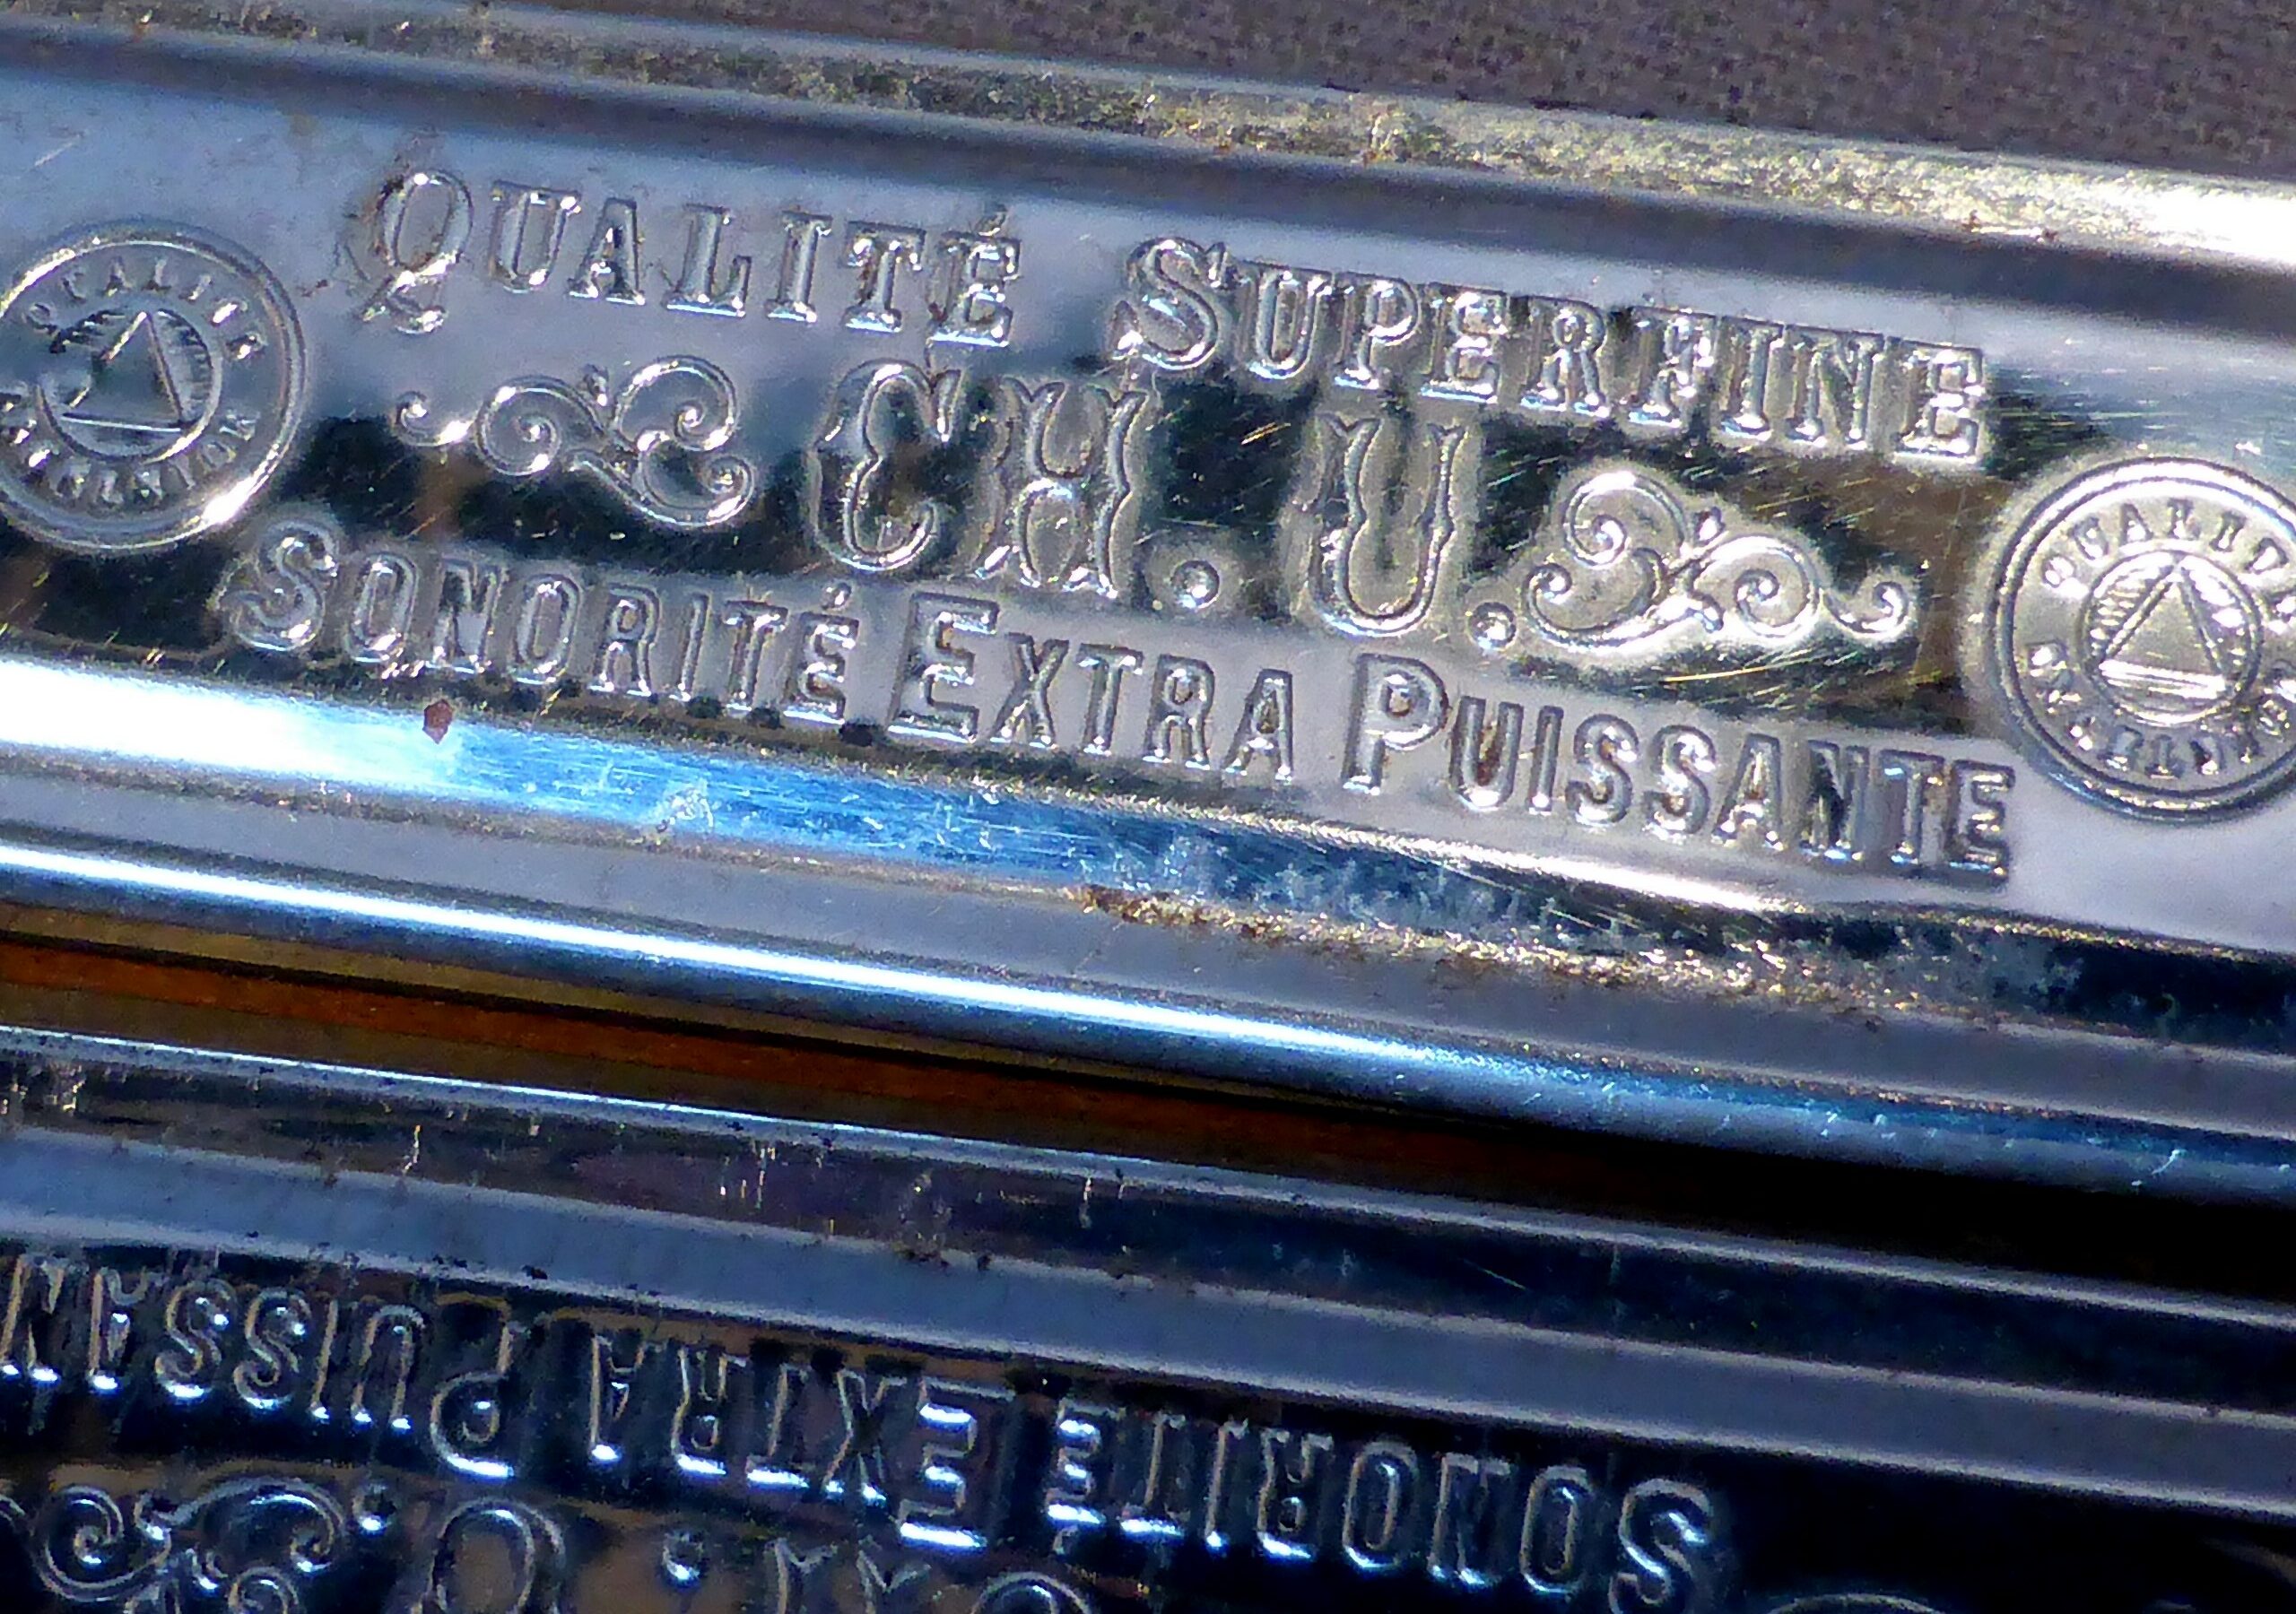 QUALITÉ SUPERFINE
CH. U.
SONORITÉ EXTRA PUISSANTE
SONORITÉ EXTRA PUISSAN